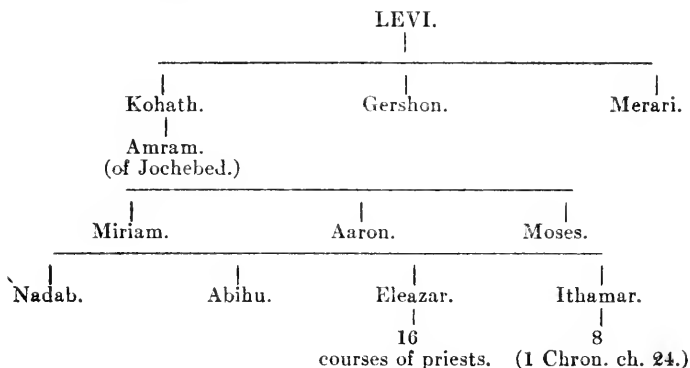 LEVI.
Kohath. Gershon. Merari.
Amram.
(of Jochebed.)
Miriam. Aaron. Moses.
Nadab. Abihu. Eleazar. Ithamar.
16 8
courses of priests. (1 Chron. ch. 24.)